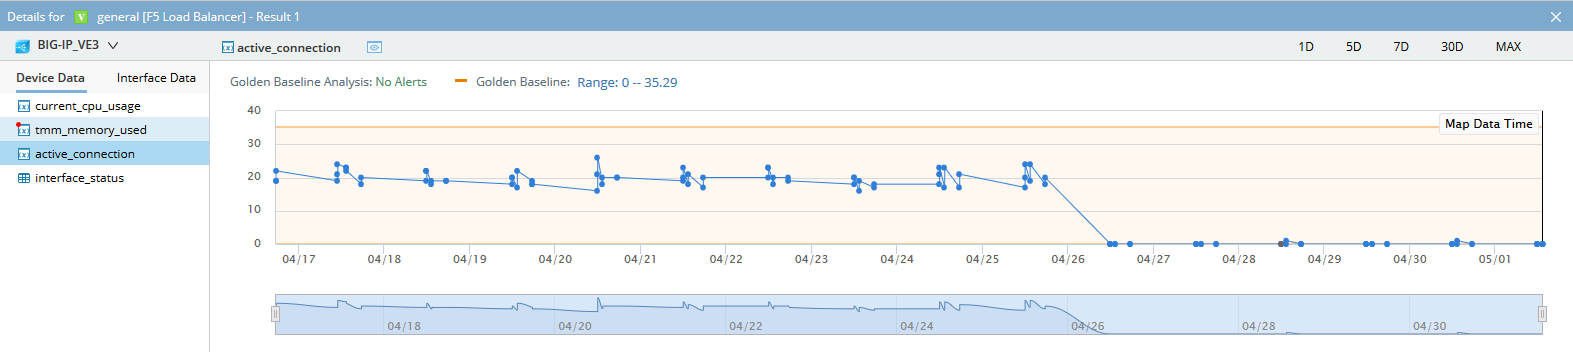 Details for V general [F5 Load Balancer] - Result 1
BIG-IP_VE3
active_connection
1D 5D 7D 30D MAX
Device Data Interface Data
current_cpu_usage
tmm_memory_used
active_connection
interface_status
Golden Baseline Analysis: No Alerts Golden Baseline: Range: 0 -- 35.29
Map Data Time
40
30
20
10
0
04/17 04/18 04/19 04/20 04/21 04/22 04/23 04/24 04/25 04/26 04/27 04/28 04/29 04/30 05/01
04/18 04/20 04/22 04/24 04/26 04/28 04/30